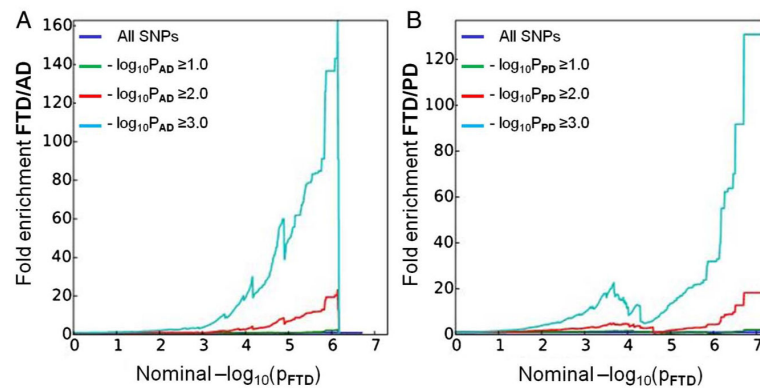 A
Fold enrichment FTD/AD
160
140
120
100
80
60
40
20
0
All SNPs
- log10PAD ≥1.0
- log10PAD ≥2.0
- log10PAD ≥3.0
0 1 2 3 4 5 6 7
Nominal –log10(pFTD)
B
Fold enrichment FTD/PD
120
100
80
60
40
20
0
All SNPs
- log10PPD ≥1.0
- log10PPD ≥2.0
- log10PPD ≥3.0
0 1 2 3 4 5 6 7
Nominal –log10(pFTD)